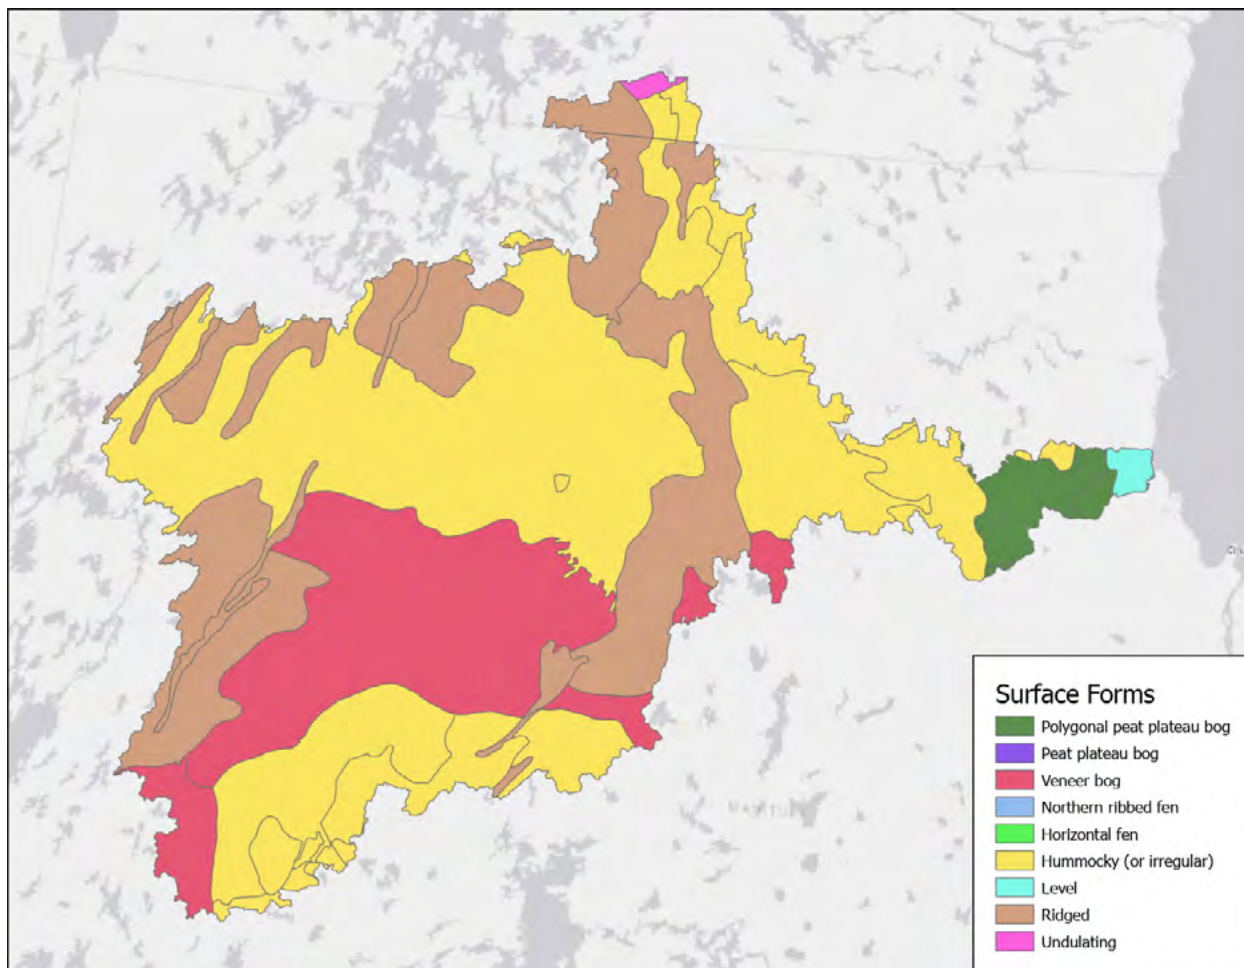 Surface Forms
Polygonal peat plateau bog
Peat plateau bog
Veneer bog
Northern ribbed fen
Horizontal fen
Hummocky (or irregular)
Level
Ridged
Undulating